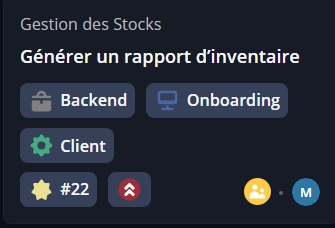 Gestion des Stocks
Générer un rapport d’inventaire
Backend Onboarding
Client
#22 M